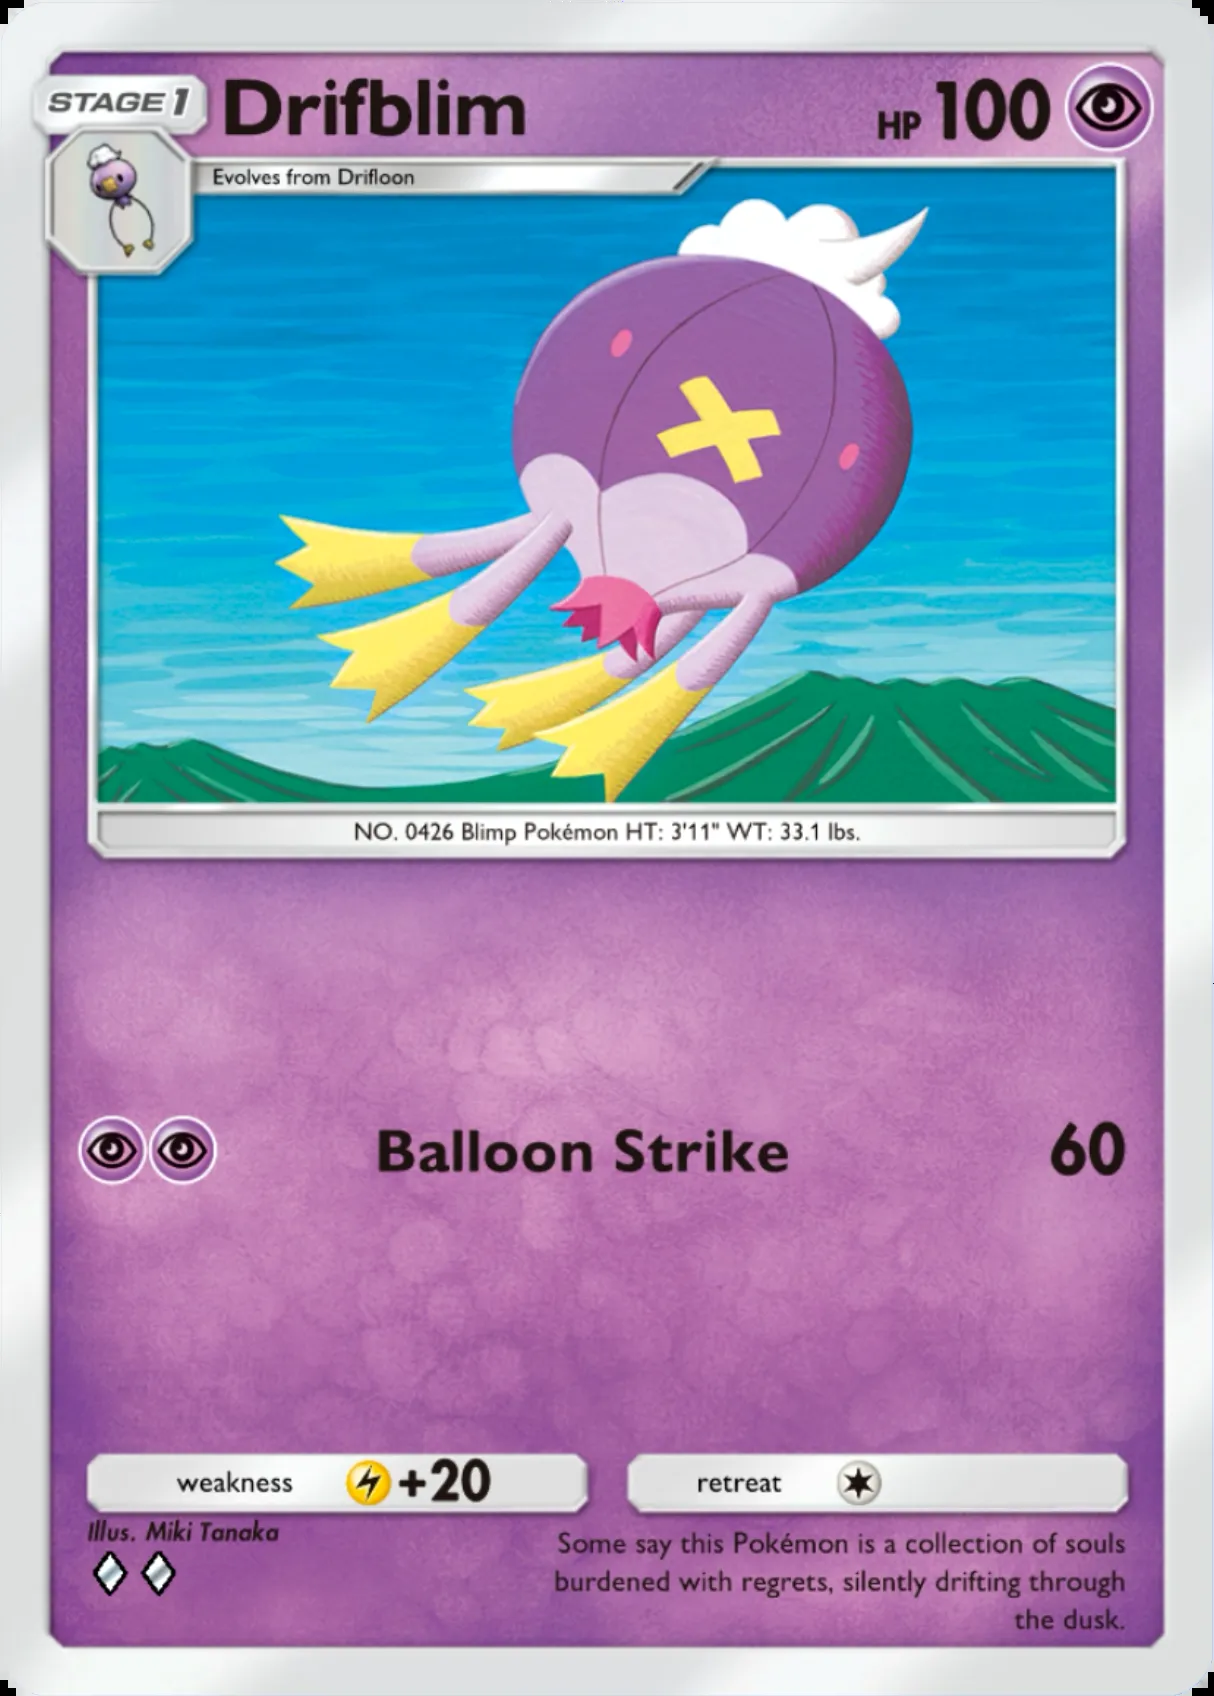 STAGE 1
Drifblim
HP 100
Evolves from Drifloon
NO. 0426 Blimp Pokémon HT: 3'11" WT: 33.1 lbs.
Balloon Strike
60
weakness +20
retreat
Illus. Miki Tanaka
Some say this Pokémon is a collection of souls
burdened with regrets, silently drifting through
the dusk.